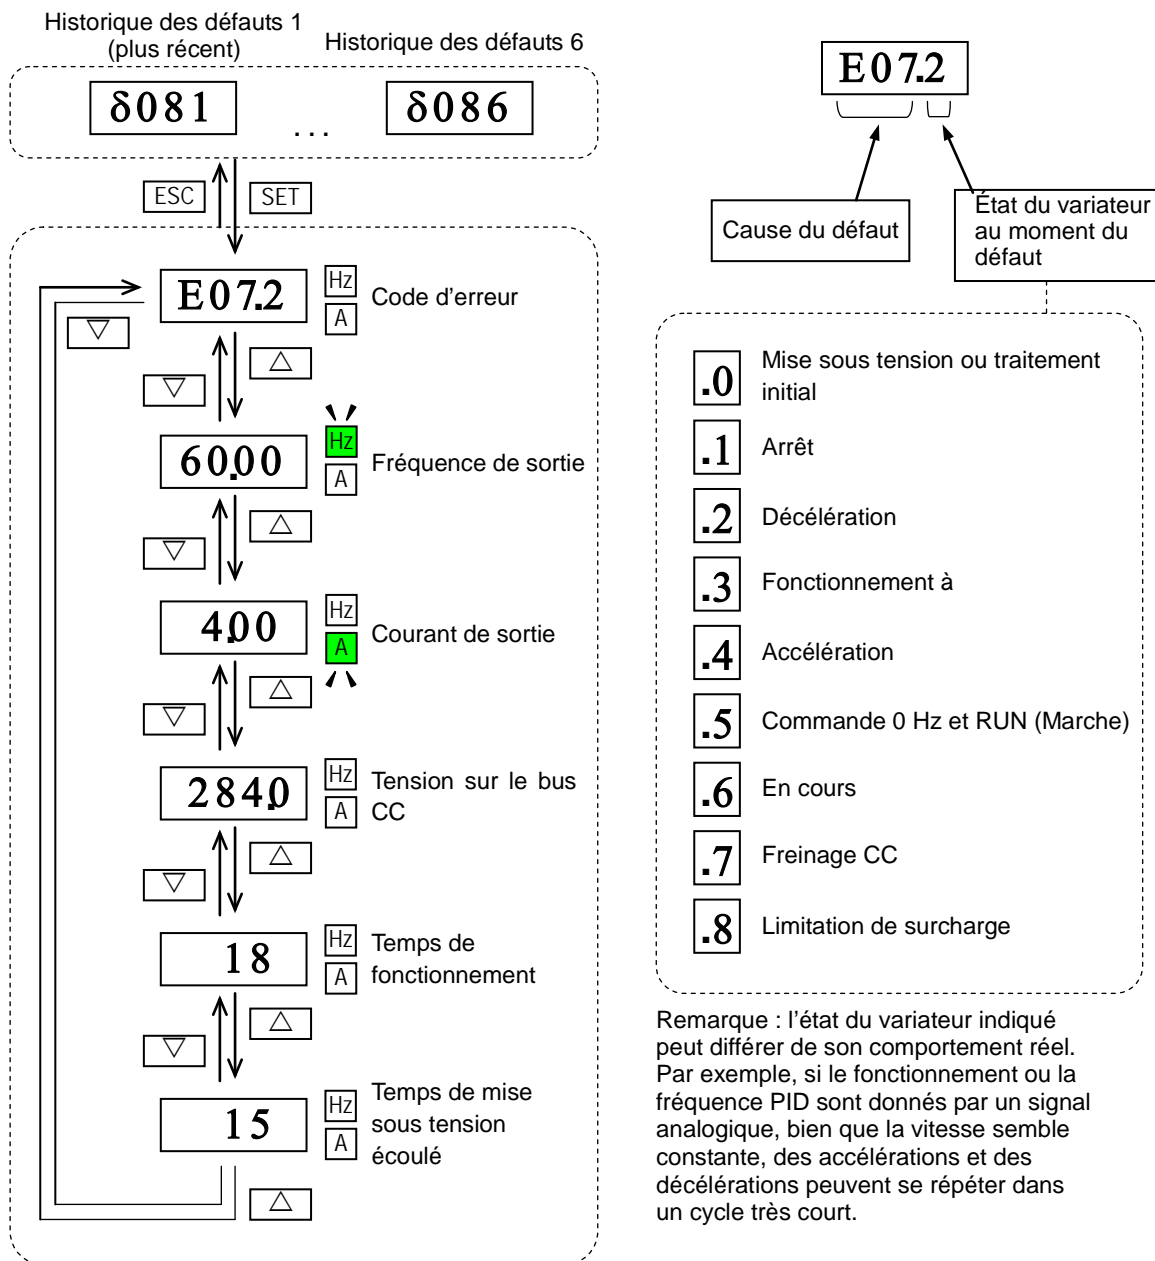 Historique des défauts 1
(plus récent)
Historique des défauts 6
δ081
...
δ086
ESC
SET
E07.2
Hz
A
Code d'erreur
60.00
Hz
A
Fréquence de sortie
4.00
Hz
A
Courant de sortie
284.0
Hz
A
Tension sur le bus
CC
18
Hz
A
Temps de
fonctionnement
15
Hz
A
Temps de mise
sous tension
écoulé
E07.2
Cause du défaut
État du variateur
au moment du
défaut
.0
Mise sous tension ou traitement
initial
.1
Arrêt
.2
Décélération
.3
Fonctionnement à
.4
Accélération
.5
Commande 0 Hz et RUN (Marche)
.6
En cours
.7
Freinage CC
.8
Limitation de surcharge
Remarque : l'état du variateur indiqué
peut différer de son comportement réel.
Par exemple, si le fonctionnement ou la
fréquence PID sont donnés par un signal
analogique, bien que la vitesse semble
constante, des accélérations et des
décélérations peuvent se répéter dans
un cycle très court.